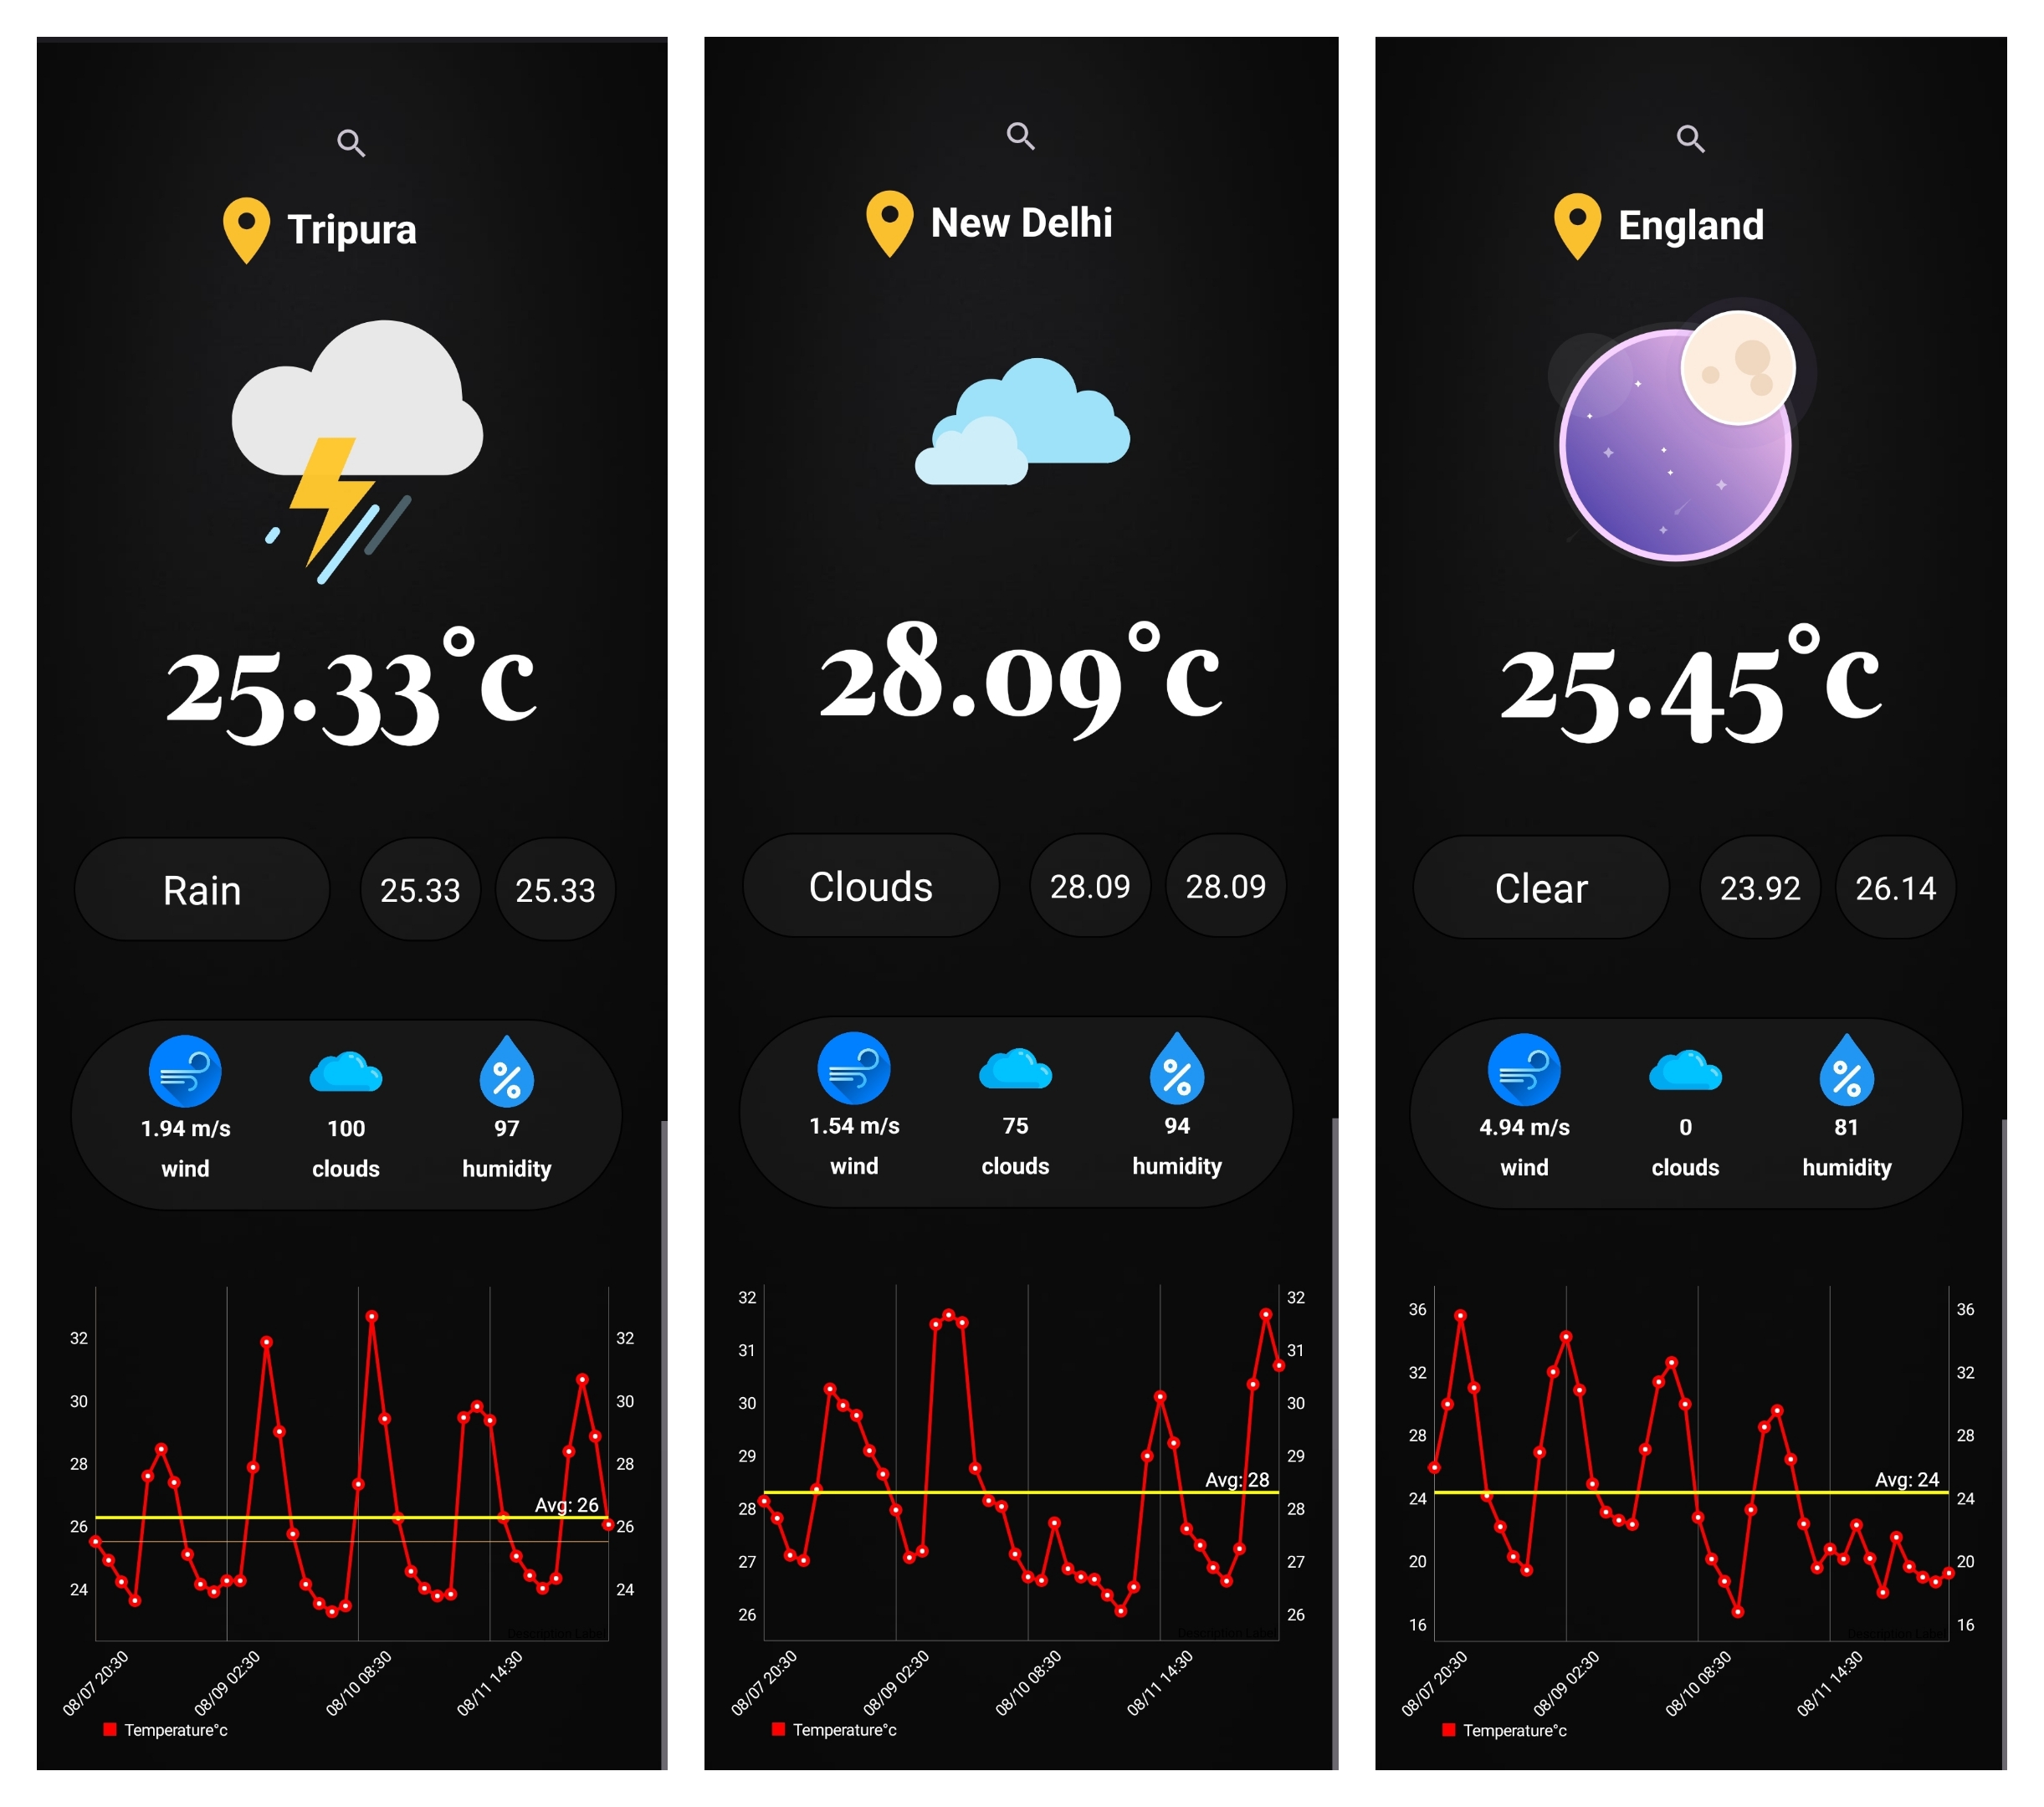 Tripura
25.33°c
Rain 25.33 25.33
1.94 m/s 100 97
wind clouds humidity
32 32
30 30
28 28
Avg: 26
26 26
24 24
Description Label
08/07 20:30 08/09 02:30 08/10 08:30 08/11 14:30
Temperature°c
New Delhi
28.09°c
Clouds 28.09 28.09
1.54 m/s 75 94
wind clouds humidity
32 32
31 31
30 30
29 29
Avg: 28
28 28
27 27
26 26
Description Label
08/07 20:30 08/09 02:30 08/10 08:30 08/11 14:30
Temperature°c
England
25.45°c
Clear 23.92 26.14
4.94 m/s 0 81
wind clouds humidity
36 36
32 32
28 28
Avg: 24
24 24
20 20
16 16
Description Label
08/07 20:30 08/09 02:30 08/10 08:30 08/11 14:30
Temperature°c